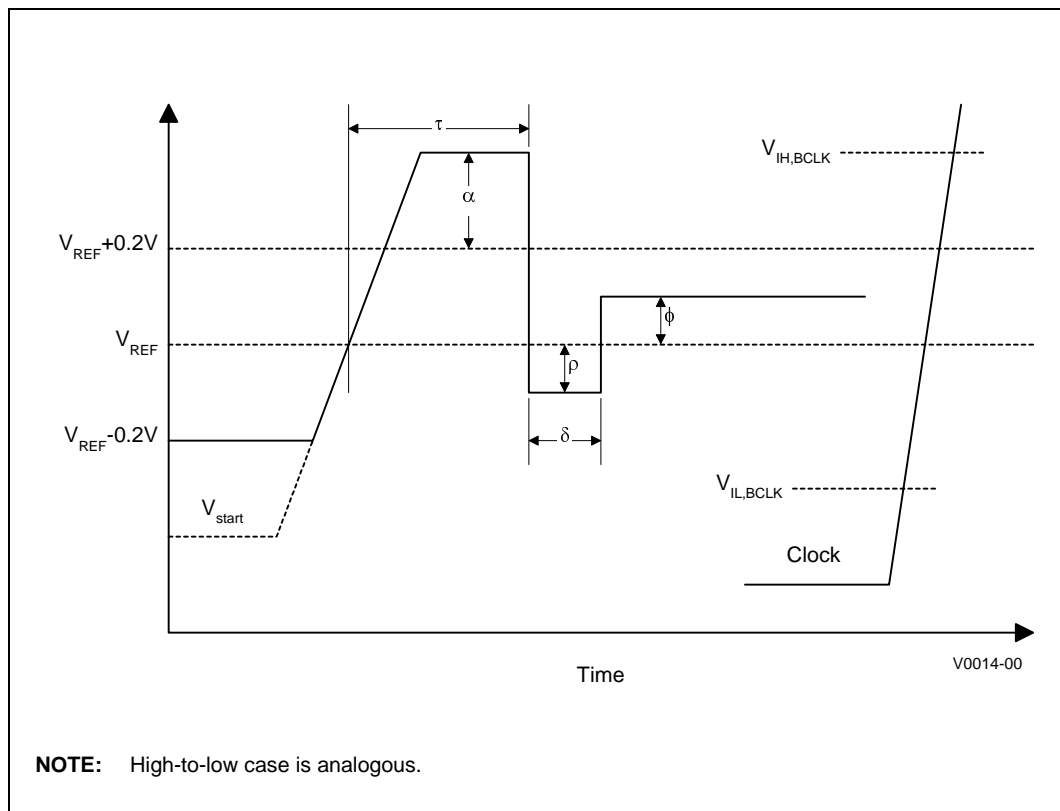 τ
V_IH,BCLK
α
V_REF+0.2V
ϕ
V_REF
ρ
V_REF-0.2V
δ
V_IL,BCLK
V_start
Clock
Time
V0014-00
NOTE: High-to-low case is analogous.